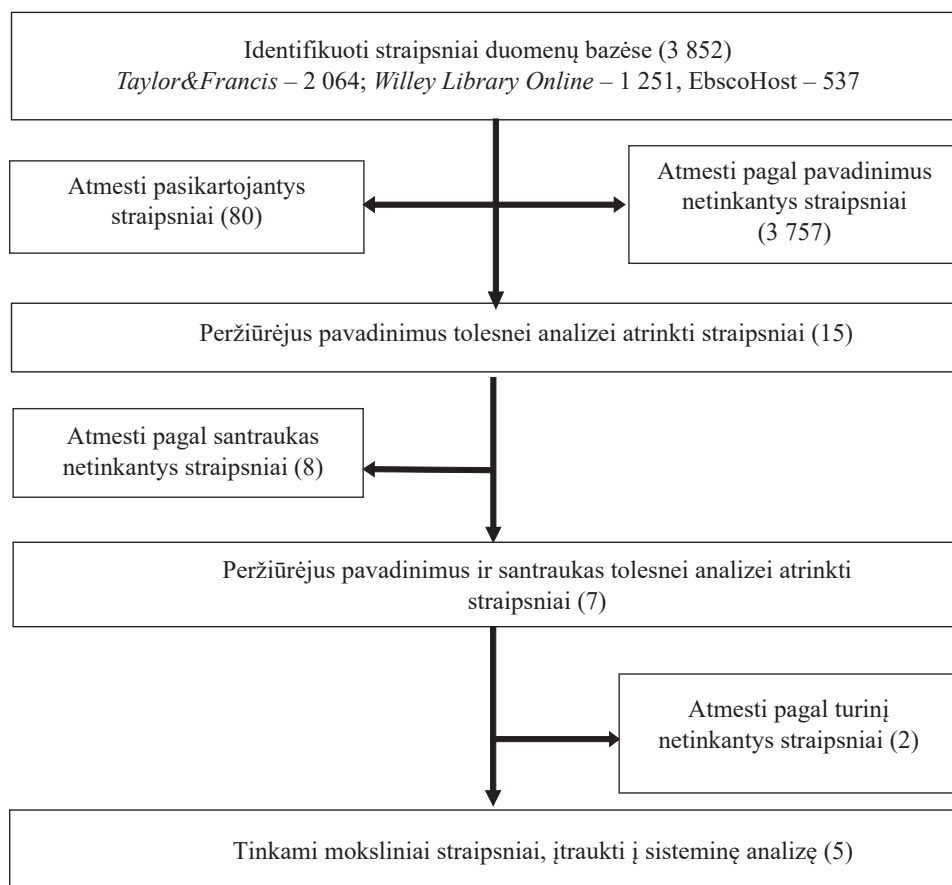 Identifikuoti straipsniai duomenų bazėse (3 852)
Taylor&Francis – 2 064; Willey Library Online – 1 251, EbscoHost – 537
Atmesti pasikartojantys
straipsniai (80)
Atmesti pagal pavadinimus
netinkantys straipsniai
(3 757)
Peržiūrėjus pavadinimus tolesnei analizei atrinkti straipsniai (15)
Atmesti pagal santraukas
netinkantys straipsniai (8)
Peržiūrėjus pavadinimus ir santraukas tolesnei analizei atrinkti
straipsniai (7)
Atmesti pagal turinį
netinkantys straipsniai (2)
Tinkami moksliniai straipsniai, įtraukti į sisteminę analizę (5)